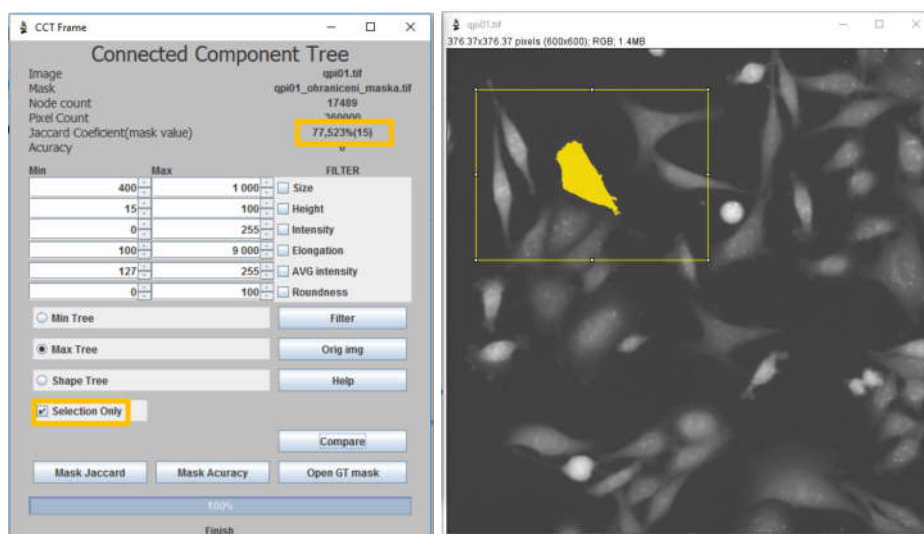 CCT Frame
Connected Component Tree
Image qpi01.tif
Mask qpi01_ohraniceni_maska.tif
Node count 17489
Pixel Count 360000
Jaccard Coeficient(mask value) 77,523%(15)
Acuracy 0
Min Max FILTER
400 1 000 Size
15 100 Height
0 255 Intensity
100 9 000 Elongation
127 255 AVG intensity
0 100 Roundness
Min Tree Filter
Max Tree Orig img
Shape Tree Help
Selection Only
Compare
Mask Jaccard Mask Acuracy Open GT mask
100%
Finish
qpi01.tif
376.37x376.37 pixels (600x600); RGB; 1.4MB